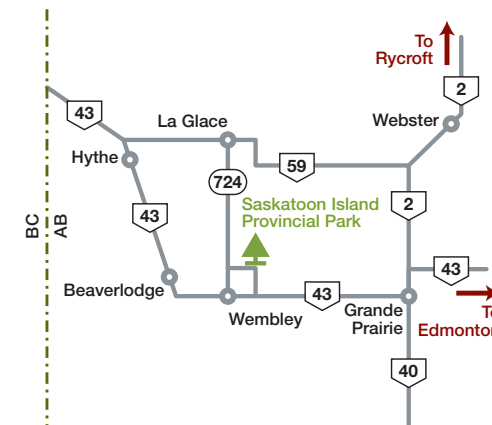 To
Rycroft
2
43
La Glace
Webster
Hythe
59
724
Saskatoon Island
Provincial Park
2
43
BC
AB
43
Beaverlodge
43
Wembley
Grande
Prairie
To
Edmonton
40